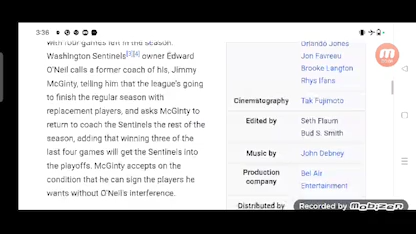 3:36
with four games left in the season.
Washington Sentinels[3][4] owner Edward
O'Neil calls a former coach of his, Jimmy
McGinty, telling him that the league's going
to finish the regular season with
replacement players, and asks McGinty to
return to coach the Sentinels the rest of the
season, adding that winning three of the
last four games will get the Sentinels into
the playoffs. McGinty accepts on the
condition that he can sign the players he
wants without O'Neil's interference.
Orlando Jones
Jon Favreau
Brooke Langton
Rhys Ifans
Cinematography Tak Fujimoto
Edited by Seth Flaum
Bud S. Smith
Music by John Debney
Production Bel Air
company Entertainment
Distributed by
Recorded by mobizen